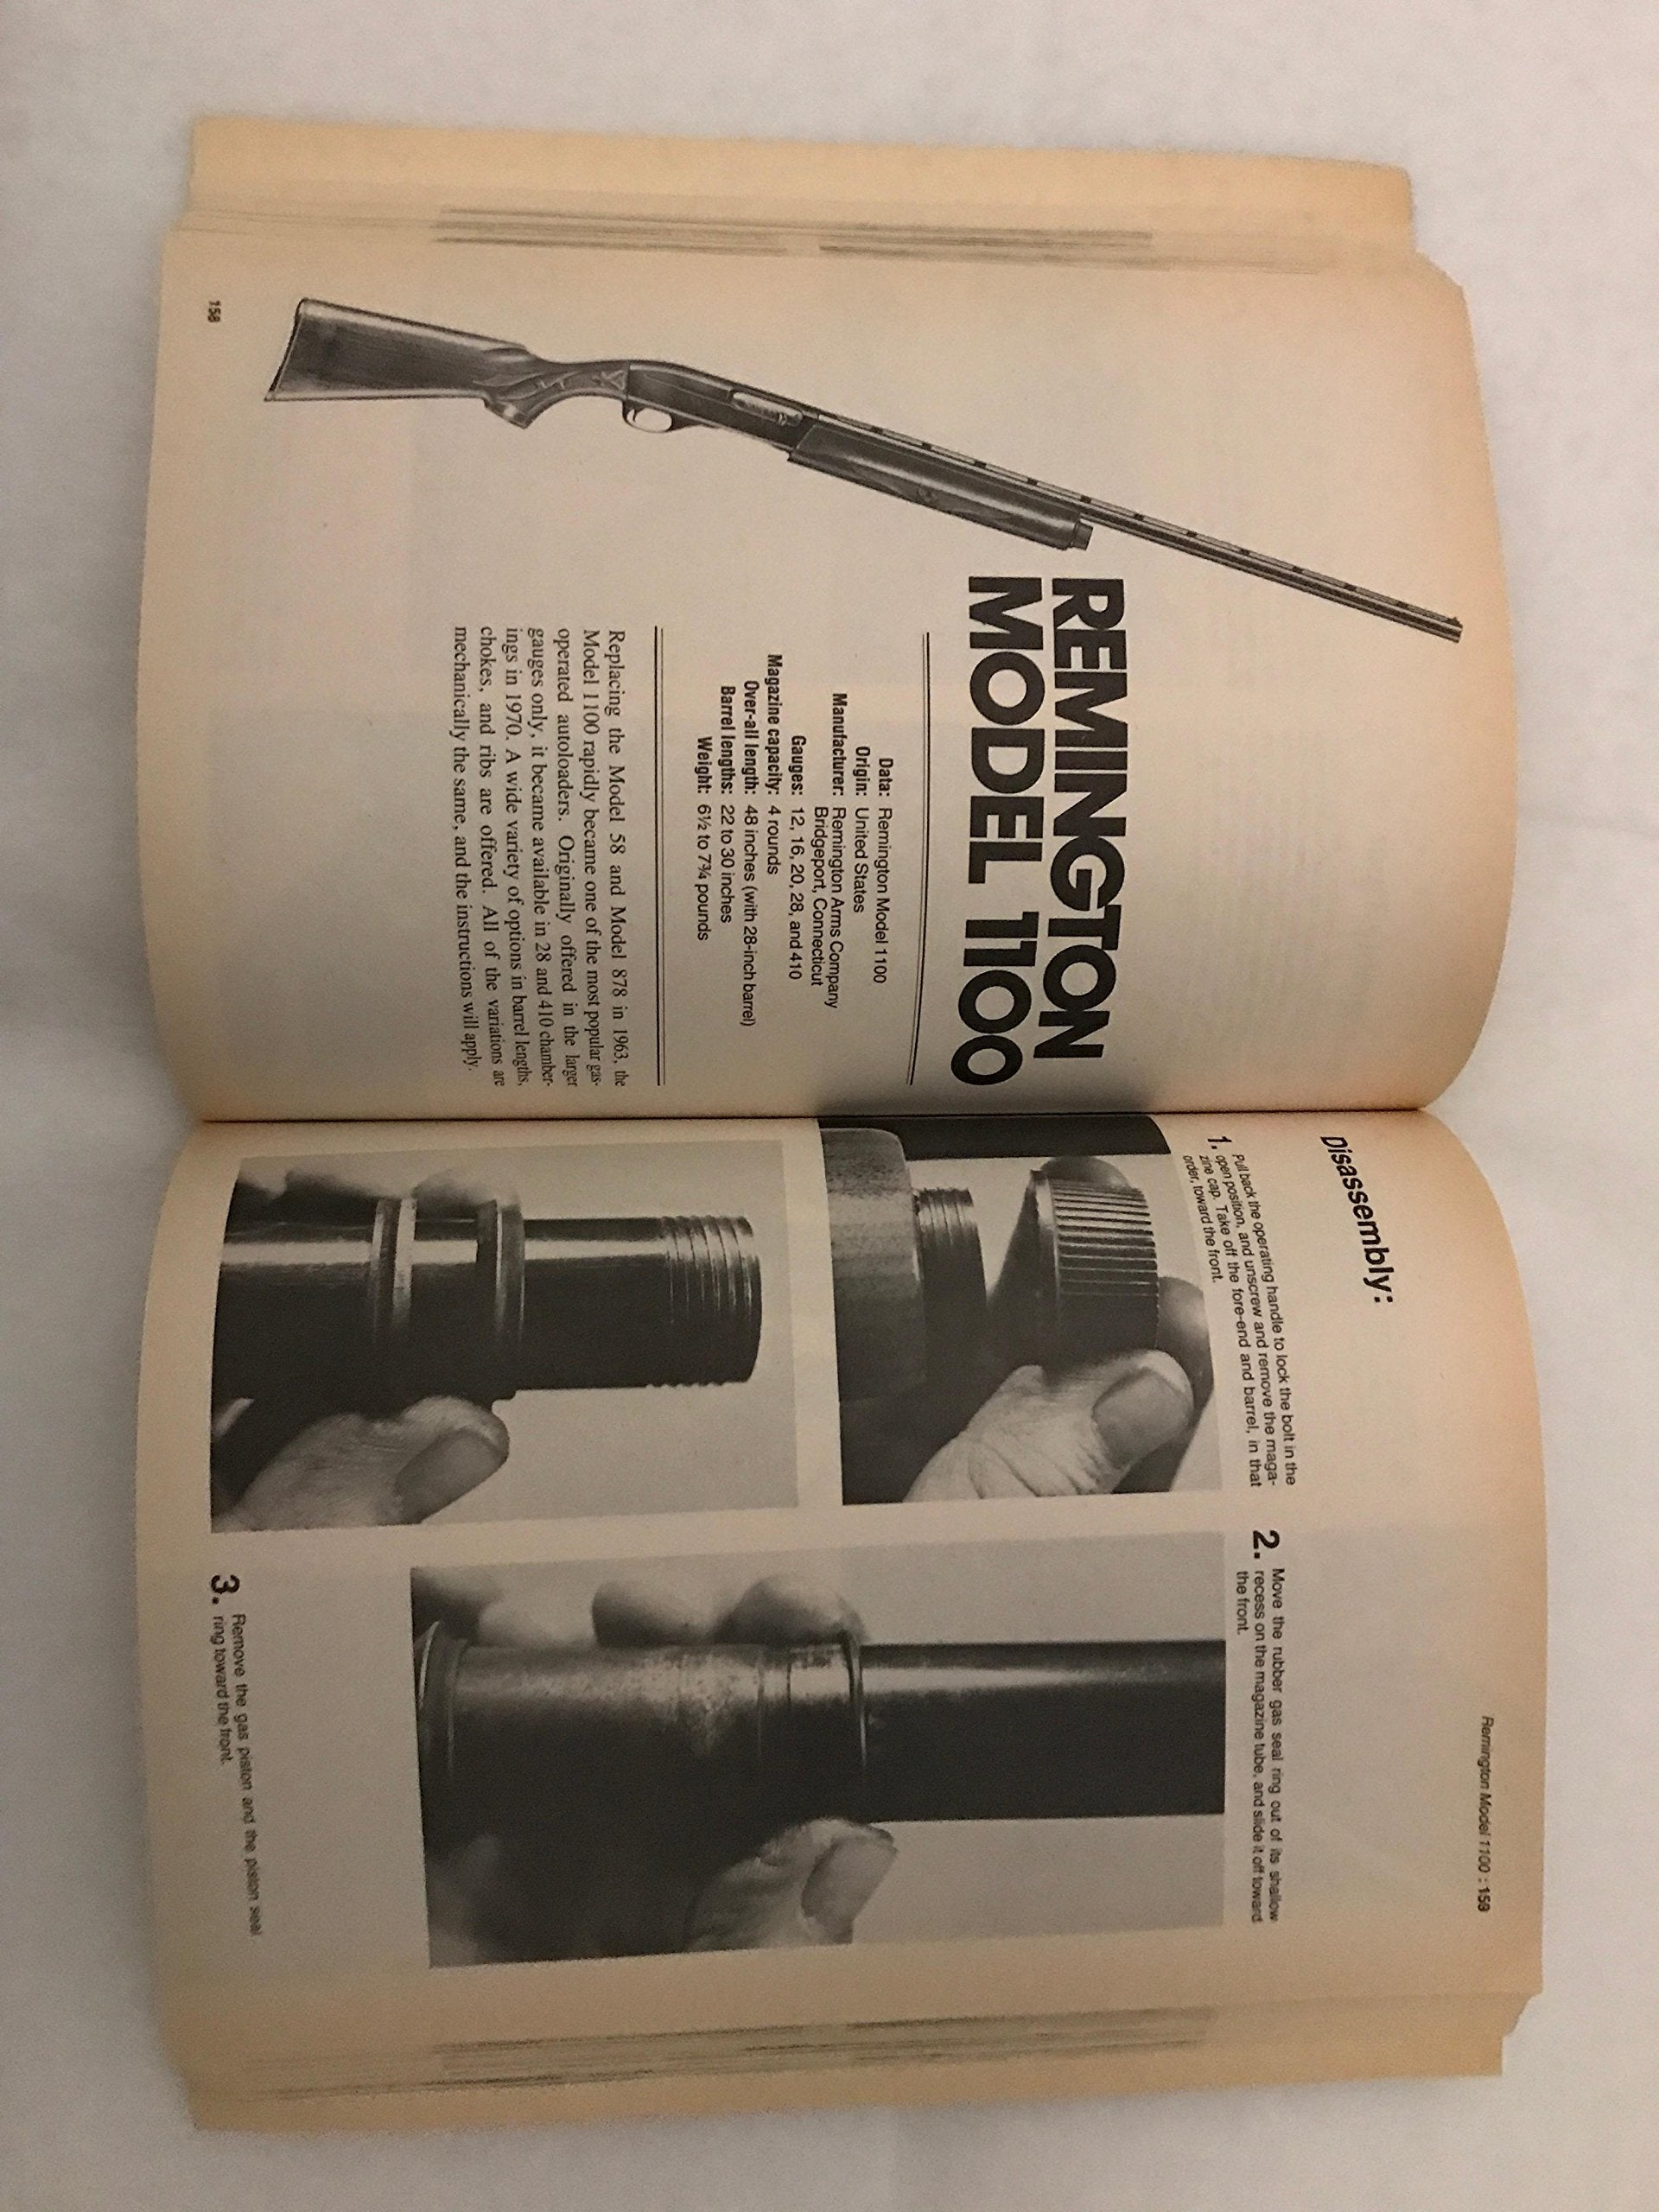 REMINGTON
MODEL 1100
Data: Remington Model 1100
Origin: United States
Manufacturer: Remington Arms Company
Bridgeport, Connecticut
Gauges: 12, 16, 20, 28, and 410
Magazine capacity: 4 rounds
Over-all length: 48 inches (with 28-inch barrel)
Barrel lengths: 22 to 30 inches
Weight: 6½ to 7¾ pounds
Replacing the Model 58 and Model 878 in 1963, the
Model 1100 rapidly became one of the most popular gas-
operated autoloaders. Originally offered in the larger
gauges only, it became available in 28 and 410 chamber-
ings in 1970. A wide variety of options in barrel lengths,
chokes, and ribs are offered. All of the variations are
mechanically the same, and the instructions will apply.
158
Remington Model 1100 : 159
Disassembly:
1. Pull back the operating handle to lock the bolt in the
open position, and unscrew and remove the maga-
zine cap. Take off the fore-end and barrel, in that
order, toward the front.
2. Move the rubber gas seal ring out of its shallow
recess on the magazine tube, and slide it off toward
the front.
3. Remove the gas piston and the piston seal
ring toward the front.